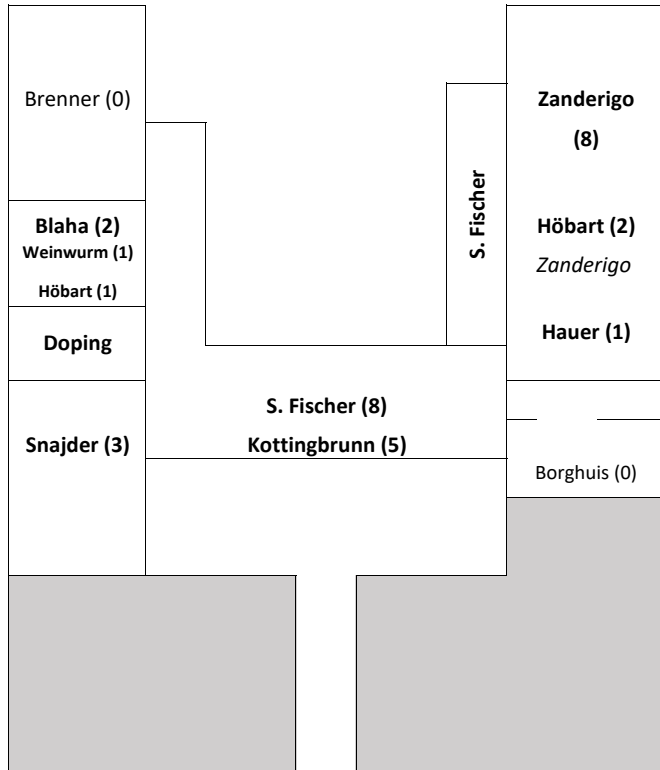 Brenner (0)
Blaha (2)
Weinwurm (1)
Höbart (1)
Doping
Snajder (3)
S. Fischer (8)
Kottingbrunn (5)
S. Fischer
Zanderigo
(8)
Höbart (2)
Zanderigo
Hauer (1)
Borghuis (0)